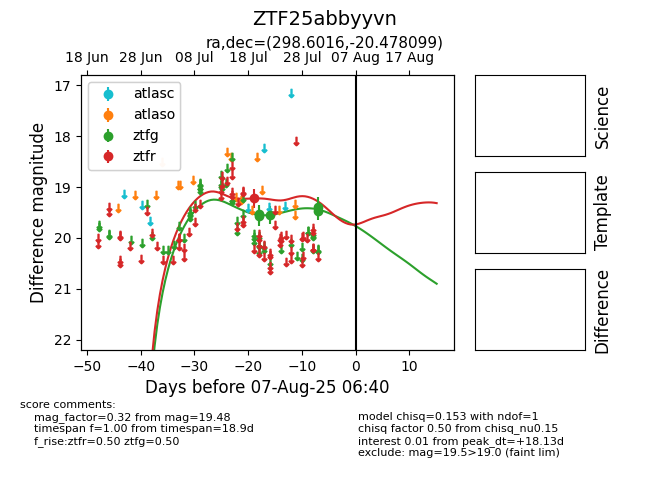 ZTF25abbyyvn
ra,dec=(298.6016,-20.478099)
18 Jun 28 Jun 08 Jul 18 Jul 28 Jul 07 Aug 17 Aug
17
18
19
20
21
22
Difference magnitude
atlasc
atlaso
ztfg
ztfr
−50 −40 −30 −20 −10 0 10
Days before 07-Aug-25 06:40
Science
Template
Difference
score comments:
mag_factor=0.32 from mag=19.48
timespan f=1.00 from timespan=18.9d
f_rise:ztfr=0.50 ztfg=0.50
model chisq=0.153 with ndof=1
chisq factor 0.50 from chisq_nu0.15
interest 0.01 from peak_dt=+18.13d
exclude: mag=19.5>19.0 (faint lim)